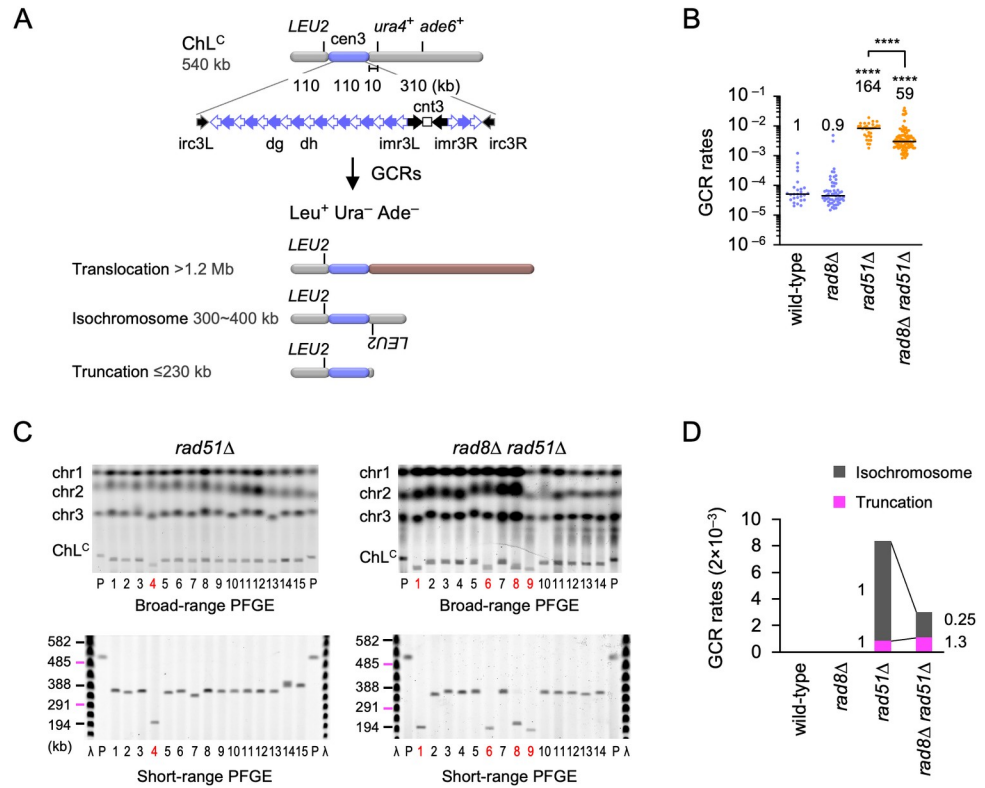 A
ChLᶜ
540 kb
LEU2
cen3
ura4⁺ ade6⁺
110 110 10 310 (kb)
cnt3
irc3L dg dh imr3L imr3R irc3R
GCRs
Leu⁺ Ura⁻ Ade⁻
LEU2
Translocation >1.2 Mb
LEU2
Isochromosome 300~400 kb
LEU2
LEU2
Truncation ≤230 kb
B
****
**** ****
1 0.9 164 59
GCR rates
10⁻¹
10⁻²
10⁻³
10⁻⁴
10⁻⁵
10⁻⁶
wild-type
rad8Δ
rad51Δ
rad8Δ rad51Δ
C
rad51Δ
chr1
chr2
chr3
ChLᶜ
P 1 2 3 4 5 6 7 8 9 10 11 12 13 14 15 P
Broad-range PFGE
582
485
388
291
194
(kb)
λ P 1 2 3 4 5 6 7 8 9 10 11 12 13 14 15 P λ
Short-range PFGE
rad8Δ rad51Δ
chr1
chr2
chr3
ChLᶜ
P 1 2 3 4 6 7 8 9 10 11 12 13 14 P
Broad-range PFGE
582
485
388
291
194
λ P 1 2 3 4 6 7 8 9 10 11 12 13 14 P λ
Short-range PFGE
D
Isochromosome
Truncation
GCR rates (2×10⁻³)
10
8
6
4
2
0
1
1
0.25
1.3
wild-type
rad8Δ
rad51Δ
rad8Δ rad51Δ